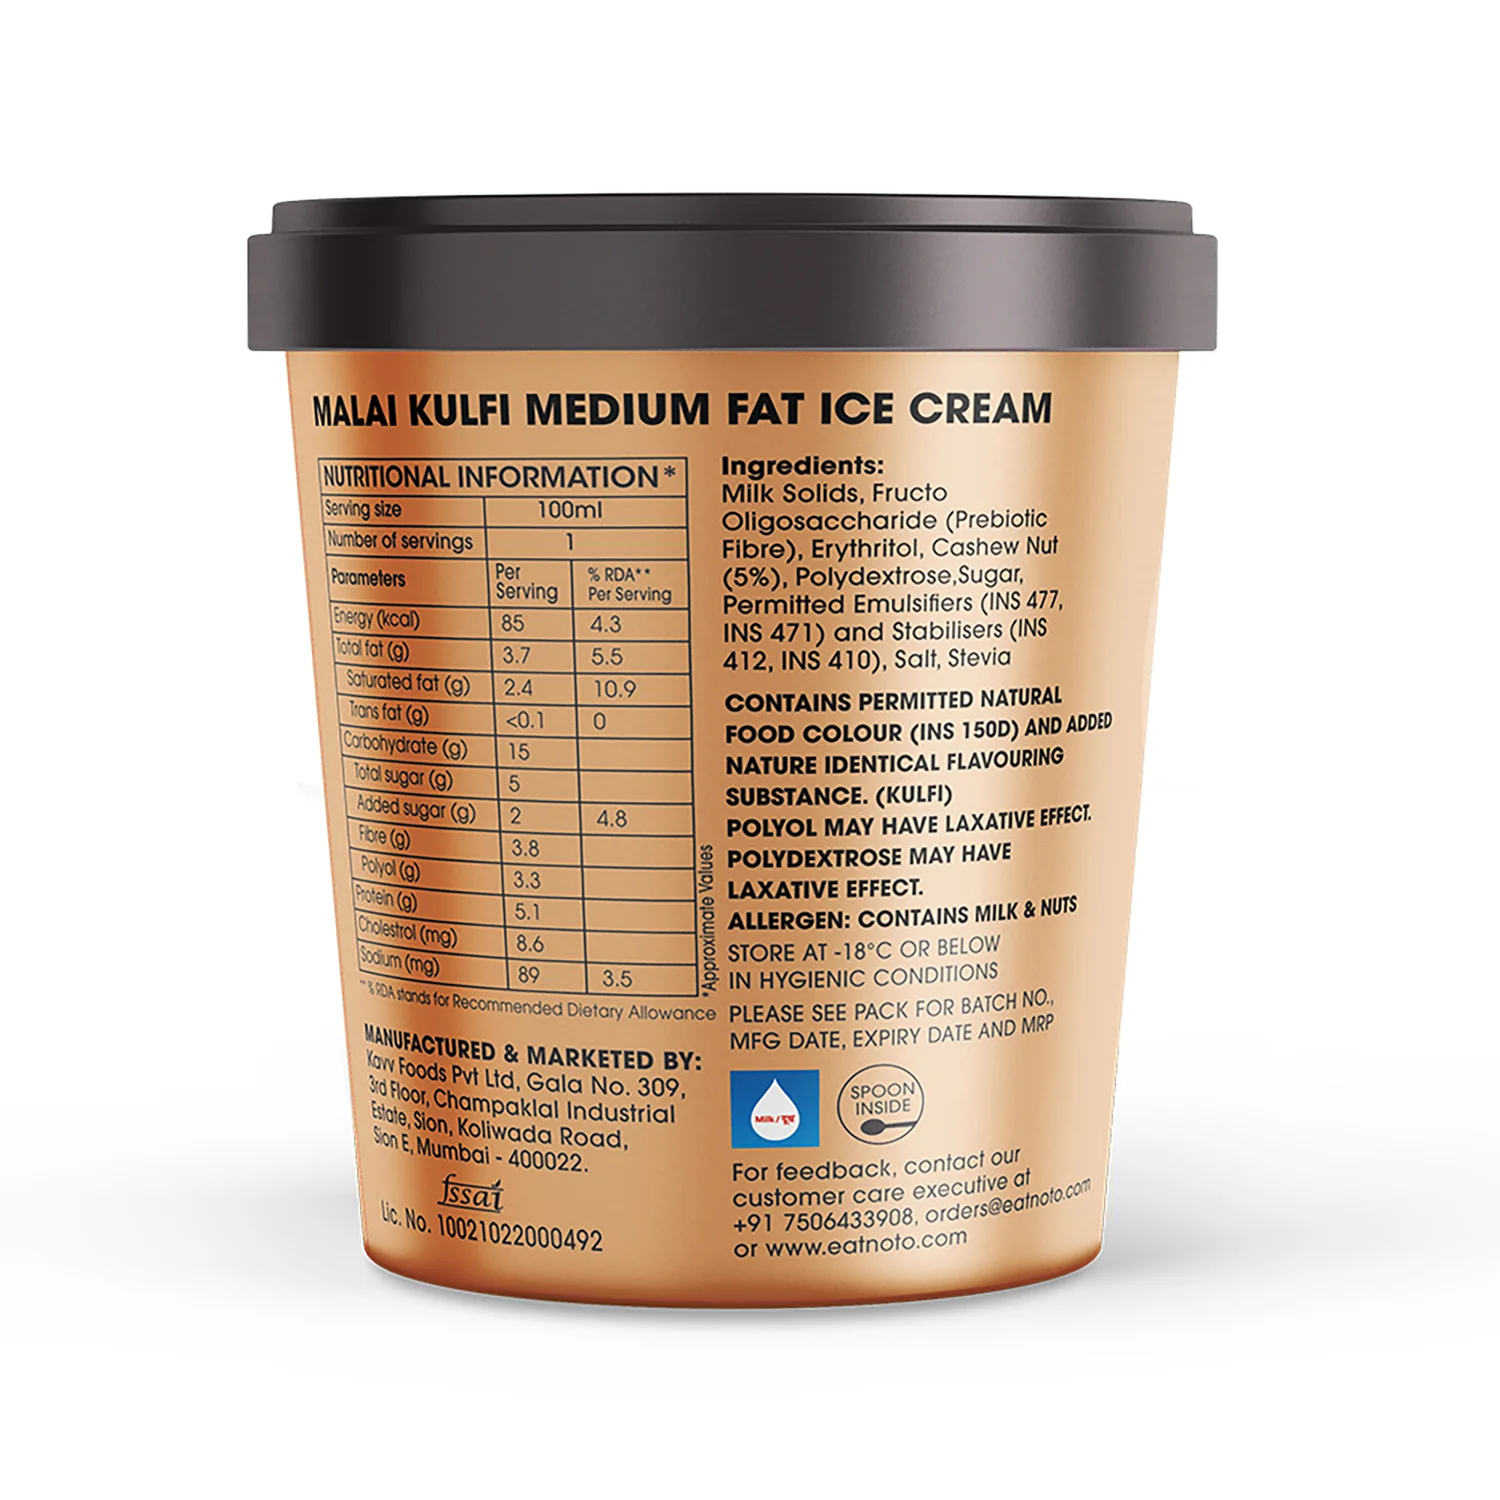 MALAI KULFI MEDIUM FAT ICE CREAM
NUTRITIONAL INFORMATION*
Serving size 100ml
Number of servings 1
Parameters Per Serving % RDA** Per Serving
Energy (kcal) 85 4.3
Total fat (g) 3.7 5.5
Saturated fat (g) 2.4 10.9
Trans fat (g) <0.1 0
Carbohydrate (g) 15
Total sugar (g) 5
Added sugar (g) 2 4.8
Fibre (g) 3.8
Polyol (g) 3.3
Protein (g) 5.1
Cholestrol (mg) 8.6
Sodium (mg) 89 3.5
*Approximate Values
**% RDA stands for Recommended Dietary Allowance
MANUFACTURED & MARKETED BY:
Kavv Foods Pvt Ltd, Gala No. 309,
3rd Floor, Champaklal Industrial
Estate, Sion, Koliwada Road,
Sion E, Mumbai - 400022.
fssai
Lic. No. 10021022000492
Ingredients:
Milk Solids, Fructo
Oligosaccharide (Prebiotic
Fibre), Erythritol, Cashew Nut
(5%), Polydextrose,Sugar,
Permitted Emulsifiers (INS 477,
INS 471) and Stabilisers (INS
412, INS 410), Salt, Stevia
CONTAINS PERMITTED NATURAL
FOOD COLOUR (INS 150D) AND ADDED
NATURE IDENTICAL FLAVOURING
SUBSTANCE. (KULFI)
POLYOL MAY HAVE LAXATIVE EFFECT.
POLYDEXTROSE MAY HAVE
LAXATIVE EFFECT.
ALLERGEN: CONTAINS MILK & NUTS
STORE AT -18°C OR BELOW
IN HYGIENIC CONDITIONS
PLEASE SEE PACK FOR BATCH NO.,
MFG DATE, EXPIRY DATE AND MRP
Milk / दूध
SPOON
INSIDE
For feedback, contact our
customer care executive at
+91 7506433908, orders@eatnoto.com
or www.eatnoto.com